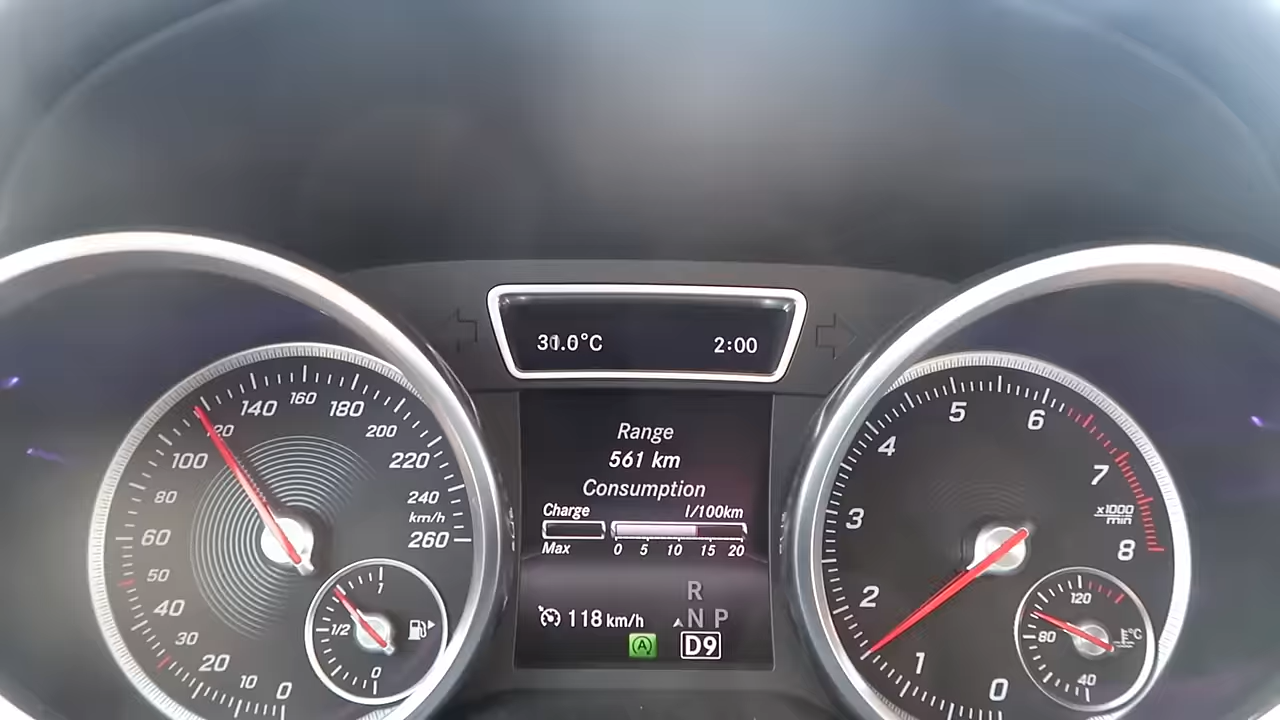 31.0°C 2:00
Range
561 km
Consumption
Charge l/100km
Max 0 5 10 15 20
118 km/h
R
N P
D9
A
0
10
20
30
40
50
60
80
100
140
160
180
200
220
240
km/h
260
1
1/2
0
0
1
2
3
4
5
6
7
x1000
min
8
120
80
°C
40